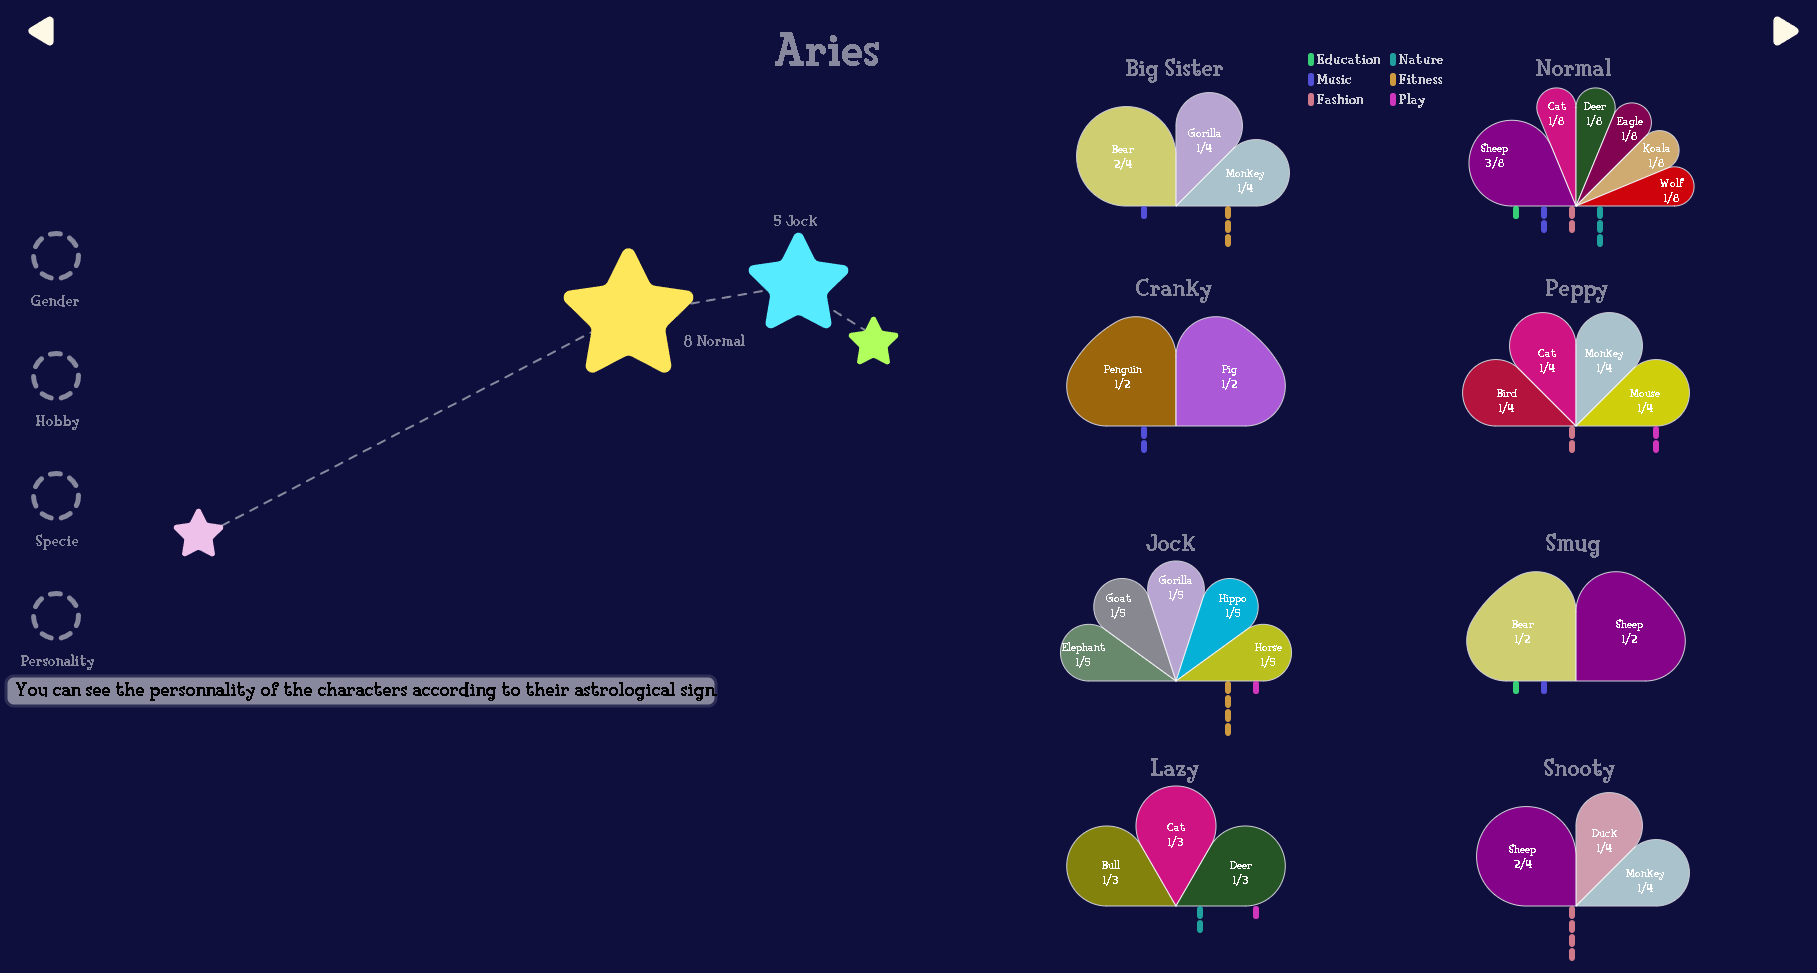 Aries
5 Jock
8 Normal
Gender
Hobby
Specie
Personality
You can see the personnality of the characters according to their astrological sign
Education
Nature
Music
Fitness
Fashion
Play
Big Sister
Bear
2/4
Gorilla
1/4
Monkey
1/4
Normal
Sheep
3/8
Cat
1/8
Deer
1/8
Eagle
1/8
Koala
1/8
Wolf
1/8
Cranky
Penguin
1/2
Pig
1/2
Peppy
Bird
1/4
Cat
1/4
Monkey
1/4
Mouse
1/4
Jock
Elephant
1/5
Goat
1/5
Gorilla
1/5
Hippo
1/5
Horse
1/5
Smug
Bear
1/2
Sheep
1/2
Lazy
Bull
1/3
Cat
1/3
Deer
1/3
Snooty
Sheep
2/4
Duck
1/4
Monkey
1/4